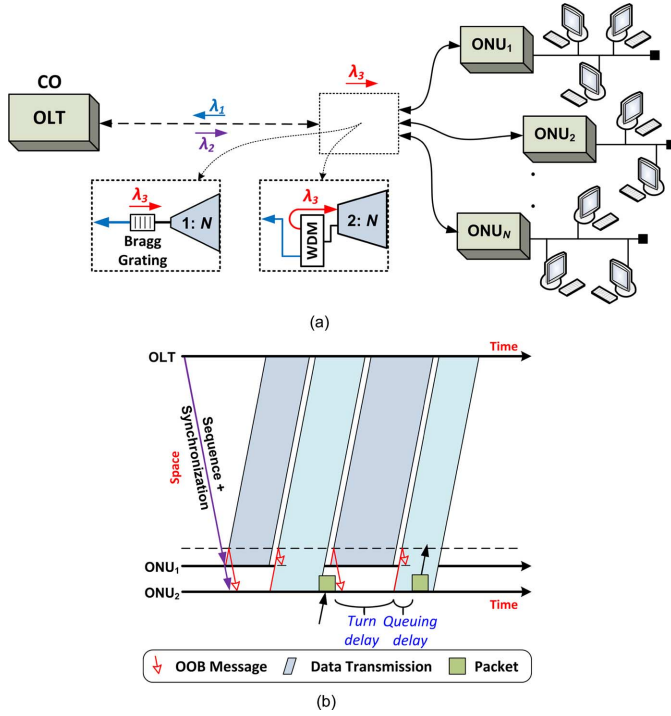 ONU₁
CO
OLT
λ₁
λ₂
λ₃
ONU₂
λ₃
1: N
Bragg
Grating
λ₃
WDM
2: N
ONU_N
(a)
OLT
Time
Space
Sequence +
Synchronization
ONU₁
ONU₂
Time
Turn
delay
Queuing
delay
OOB Message
Data Transmission
Packet
(b)